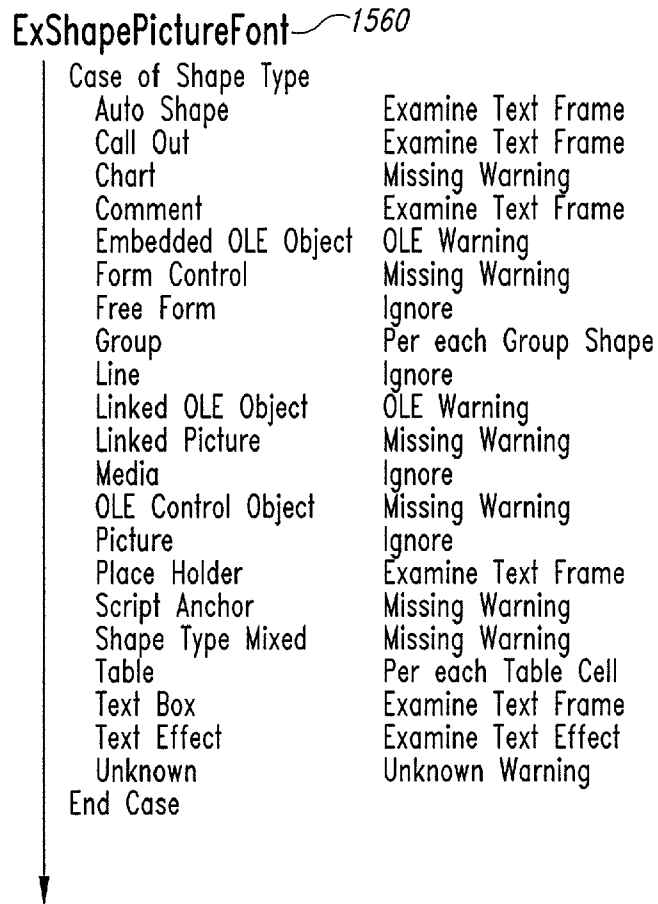 ExShapePictureFont 1560
Case of Shape Type
Auto Shape Examine Text Frame
Call Out Examine Text Frame
Chart Missing Warning
Comment Examine Text Frame
Embedded OLE Object OLE Warning
Form Control Missing Warning
Free Form Ignore
Group Per each Group Shape
Line Ignore
Linked OLE Object OLE Warning
Linked Picture Missing Warning
Media Ignore
OLE Control Object Missing Warning
Picture Ignore
Place Holder Examine Text Frame
Script Anchor Missing Warning
Shape Type Mixed Missing Warning
Table Per each Table Cell
Text Box Examine Text Frame
Text Effect Examine Text Effect
Unknown Unknown Warning
End Case